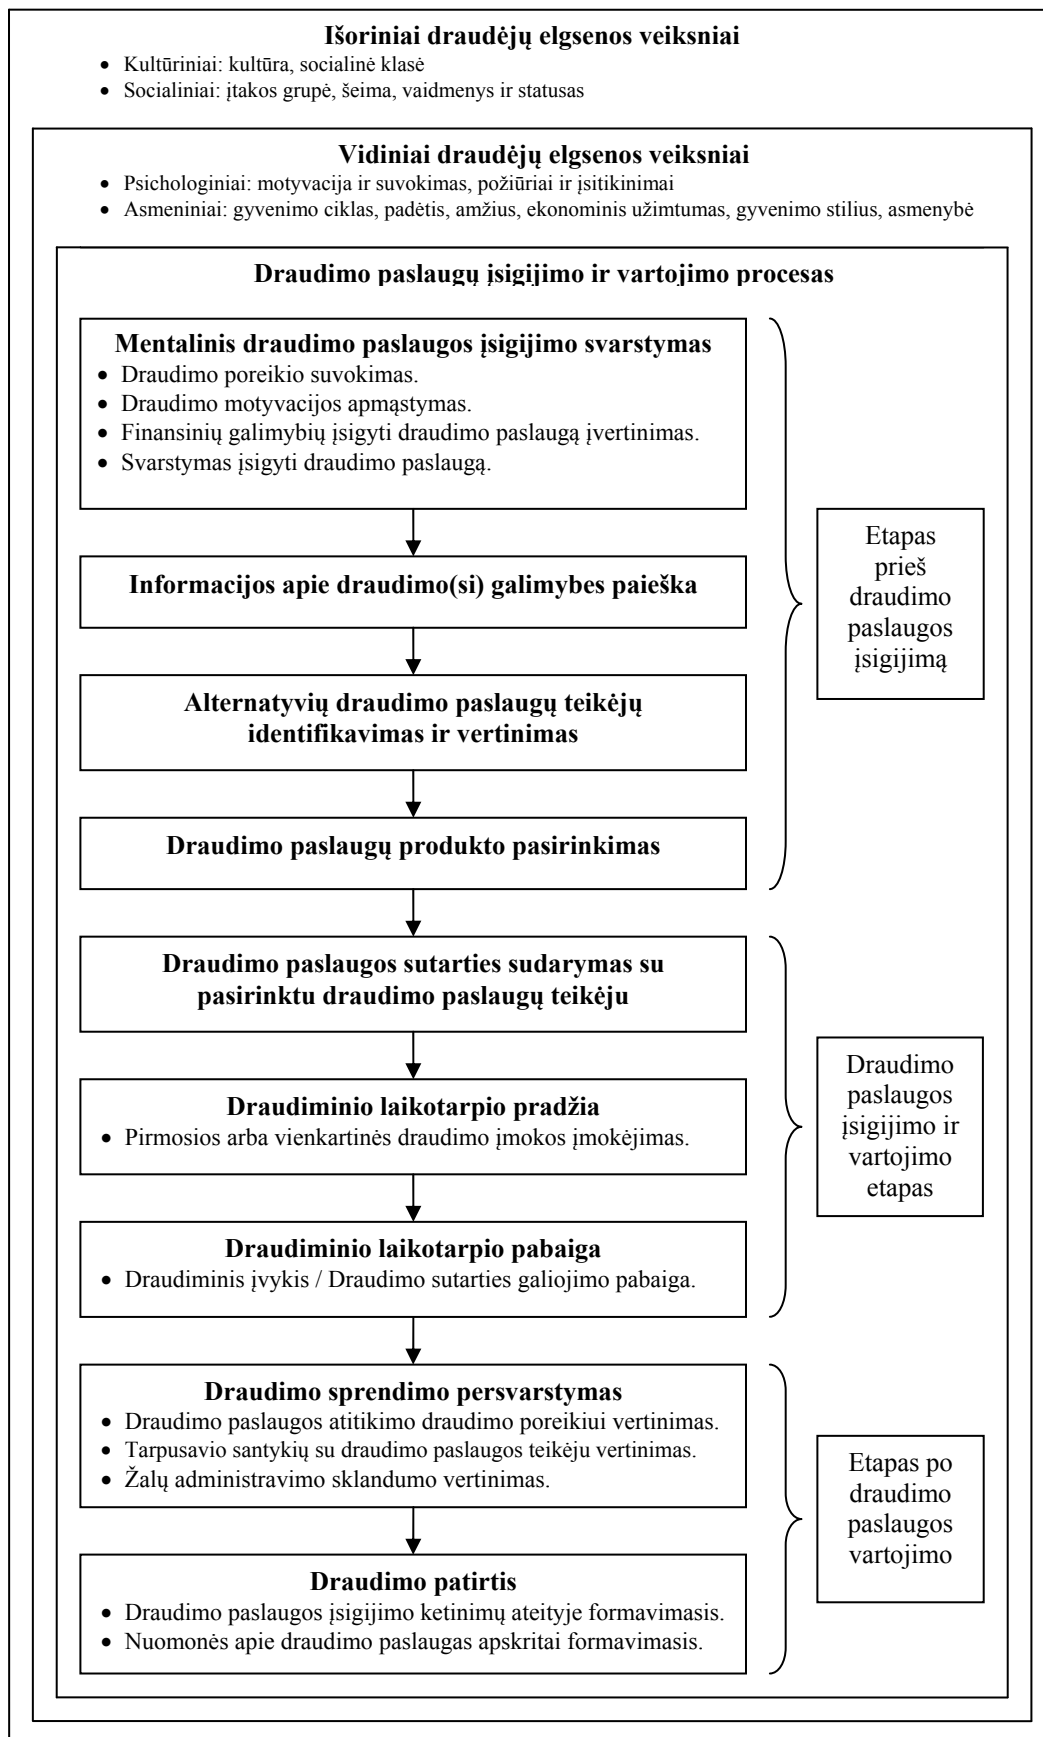 Išoriniai draudėjų elgsenos veiksniai
• Kultūriniai: kultūra, socialinė klasė
• Socialiniai: įtakos grupė, šeima, vaidmenys ir statusas
Vidiniai draudėjų elgsenos veiksniai
• Psichologiniai: motyvacija ir suvokimas, požiūriai ir įsitikinimai
• Asmeniniai: gyvenimo ciklas, padėtis, amžius, ekonominis užimtumas, gyvenimo stilius, asmenybė
Draudimo paslaugų įsigijimo ir vartojimo procesas
Mentalinis draudimo paslaugos įsigijimo svarstymas
• Draudimo poreikio suvokimas.
• Draudimo motyvacijos apmąstymas.
• Finansinių galimybių įsigyti draudimo paslaugą įvertinimas.
• Svarstymas įsigyti draudimo paslaugą.
Informacijos apie draudimo(si) galimybes paieška
Alternatyvių draudimo paslaugų teikėjų
identifikavimas ir vertinimas
Draudimo paslaugų produkto pasirinkimas
Etapas
prieš
draudimo
paslaugos
įsigijimą
Draudimo paslaugos sutarties sudarymas su
pasirinktu draudimo paslaugų teikėju
Draudiminio laikotarpio pradžia
• Pirmosios arba vienkartinės draudimo įmokos įmokėjimas.
Draudiminio laikotarpio pabaiga
• Draudiminis įvykis / Draudimo sutarties galiojimo pabaiga.
Draudimo
paslaugos
įsigijimo ir
vartojimo
etapas
Draudimo sprendimo persvarstymas
• Draudimo paslaugos atitikimo draudimo poreikiui vertinimas.
• Tarpusavio santykių su draudimo paslaugos teikėju vertinimas.
• Žalų administravimo sklandumo vertinimas.
Draudimo patirtis
• Draudimo paslaugos įsigijimo ketinimų ateityje formavimasis.
• Nuomonės apie draudimo paslaugas apskritai formavimasis.
Etapas po
draudimo
paslaugos
vartojimo